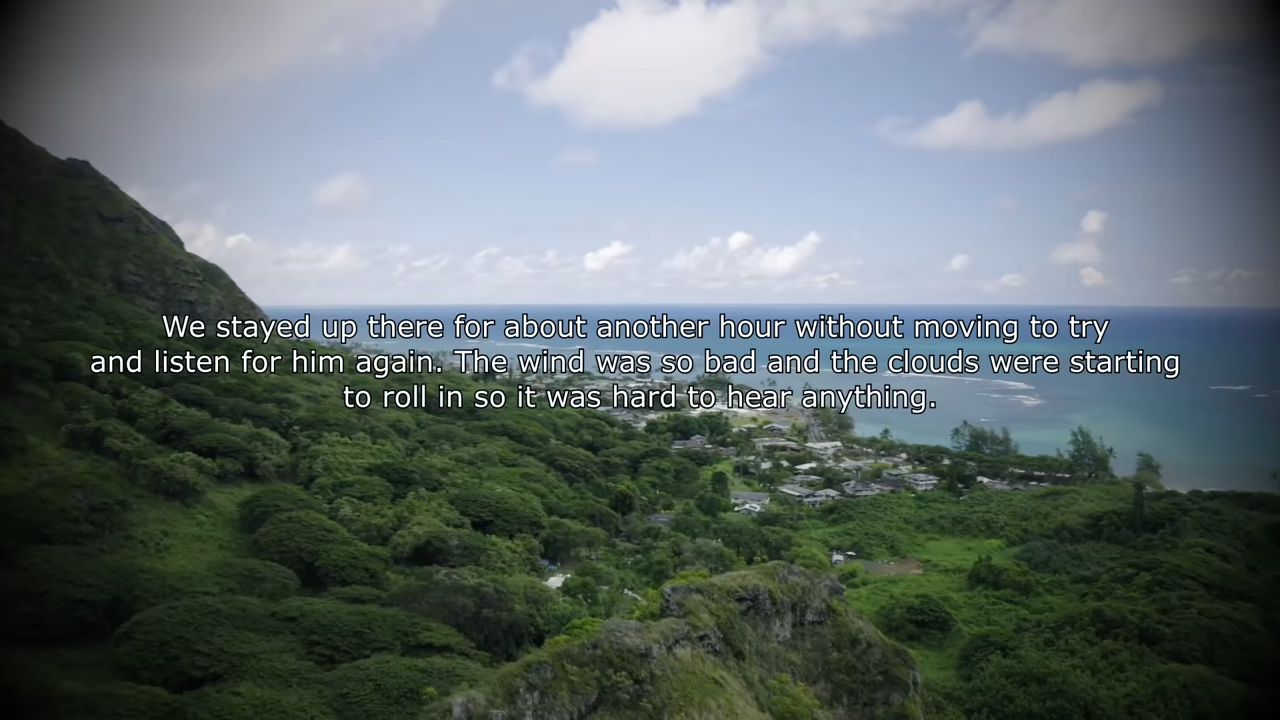 We stayed up there for about another hour without moving to try
and listen for him again. The wind was so bad and the clouds were starting
to roll in so it was hard to hear anything.